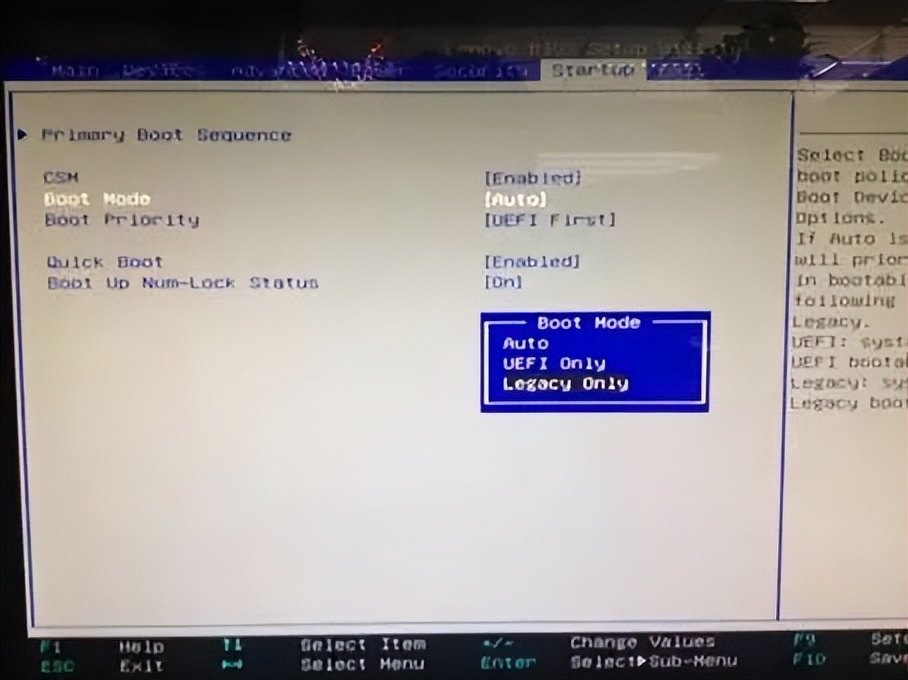 Lenovo BIOS Setup Utility
Main Devices Advanced Power Security Startup Exit
Primary Boot Sequence
CSM [Enabled]
Boot Mode [Auto]
Boot Priority [UEFI First]
Quick Boot [Enabled]
Boot Up Num-Lock Status [On]
Boot Mode
Auto
UEFI Only
Legacy Only
Select Boo
boot polic
Boot Devic
Options.
If Auto is
will prior
in bootabl
following
Legacy.
UEFI: syst
UEFI bootab
Legacy: sys
Legacy boot
F1 Help ↑↓ Select Item +/- Change Values F9 Setu
ESC Exit ↔ Select Menu Enter Select▶Sub-Menu F10 Save